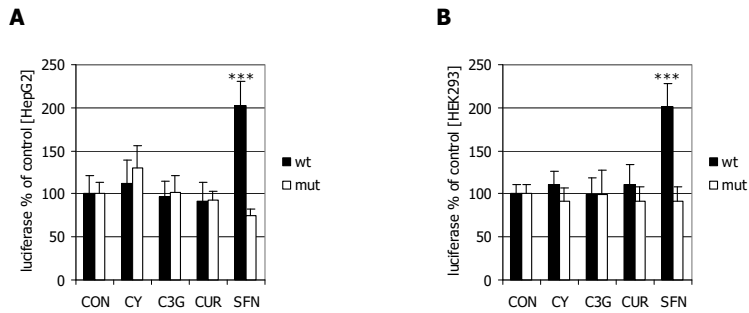 A
luciferase % of control [HepG2]
250
200
150
100
50
0
***
CON CY C3G CUR SFN
wt
mut
B
luciferase % of control [HEK293]
250
200
150
100
50
0
***
CON CY C3G CUR SFN
wt
mut